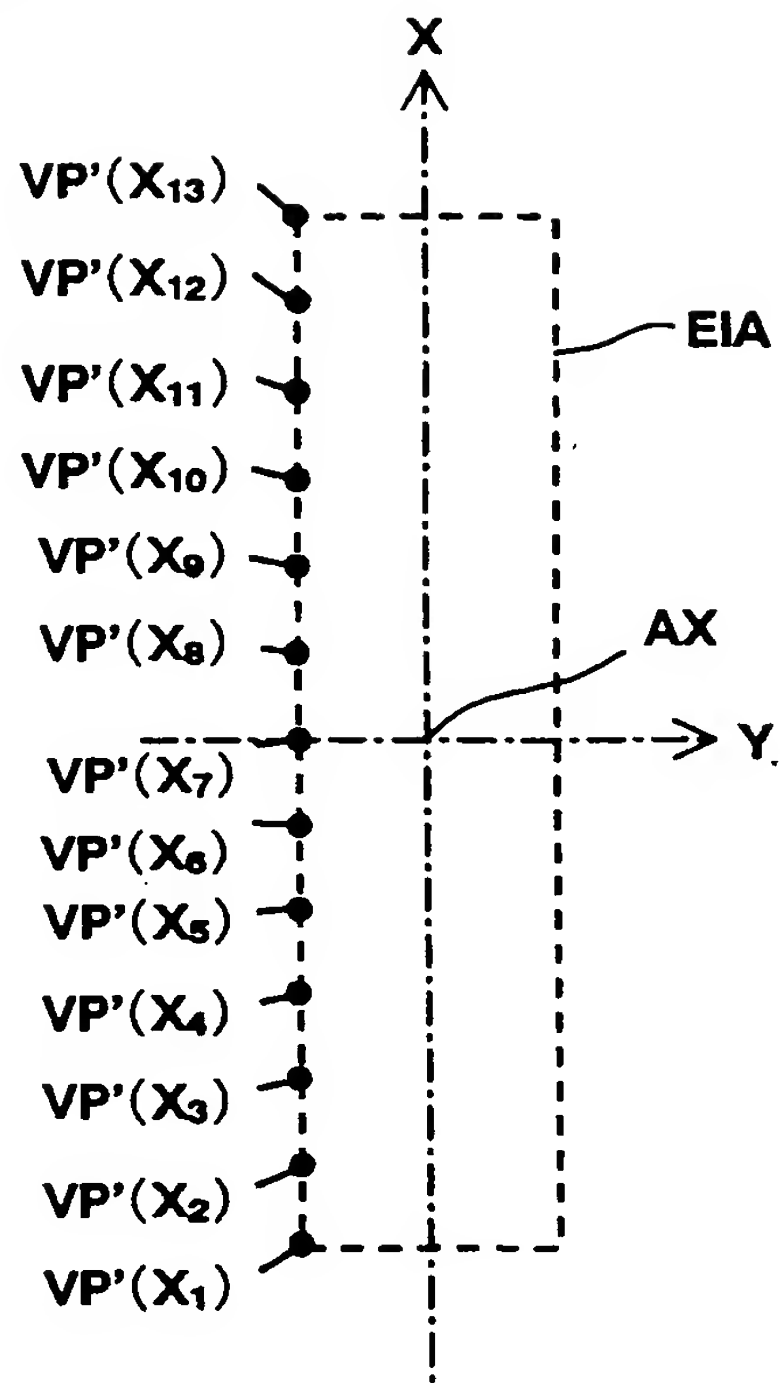 X
VP'(X₁₃)
VP'(X₁₂)
EIA
VP'(X₁₁)
VP'(X₁₀)
VP'(X₉)
VP'(X₈)
AX
Y
VP'(X₇)
VP'(X₆)
VP'(X₅)
VP'(X₄)
VP'(X₃)
VP'(X₂)
VP'(X₁)